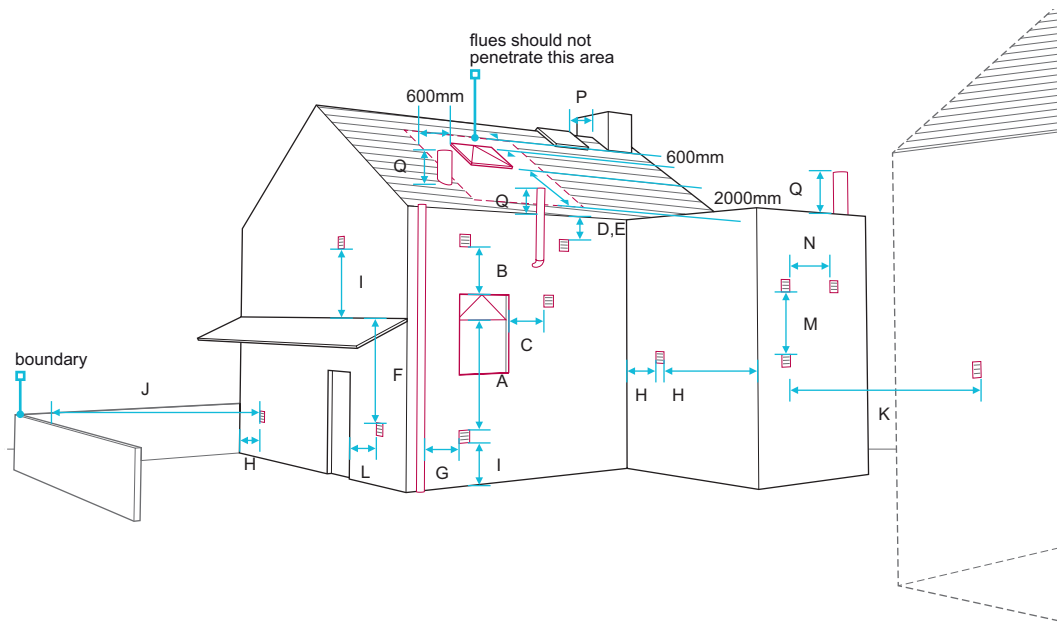 flues should not
penetrate this area
600mm
P
600mm
Q
Q
2000mm
Q
D,E
N
B
I
M
C
boundary
J
F
A
H
H
K
H
L
G
I